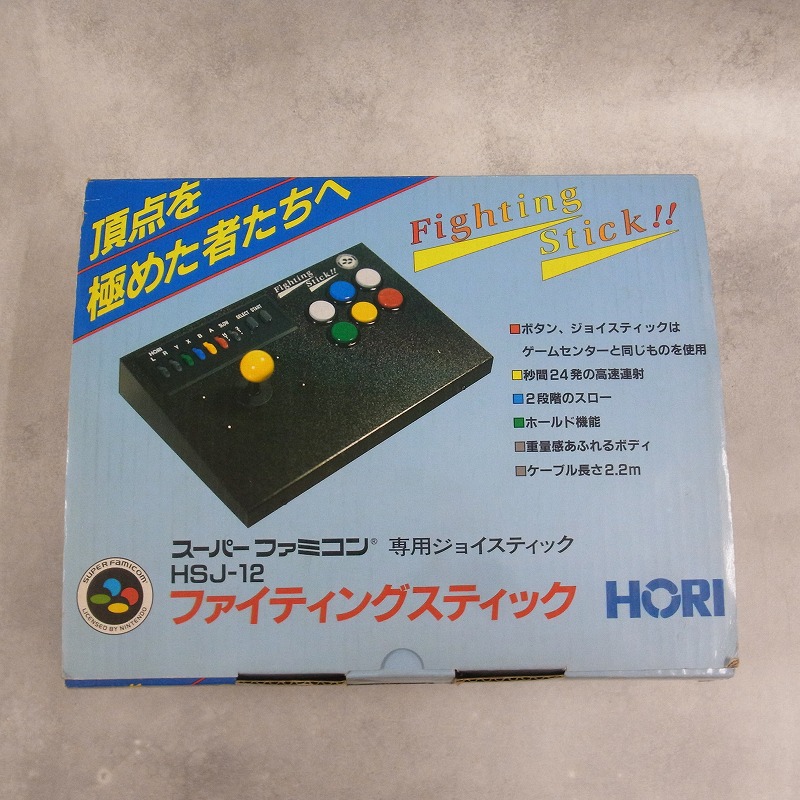 頂点を
極めた者たちへ
Fighting
Stick!!
Fighting
Stick!!
HORI
L R Y X B A SLOW SELECT START
ボタン、ジョイスティックは
ゲームセンターと同じものを使用
秒間24発の高速連射
2段階のスロー
ホールド機能
重量感あふれるボディ
ケーブル長さ2.2m
スーパーファミコン® 専用ジョイスティック
HSJ-12
ファイティングスティック
HORI
SUPER FAMICOM
LICENSED BY NINTENDO